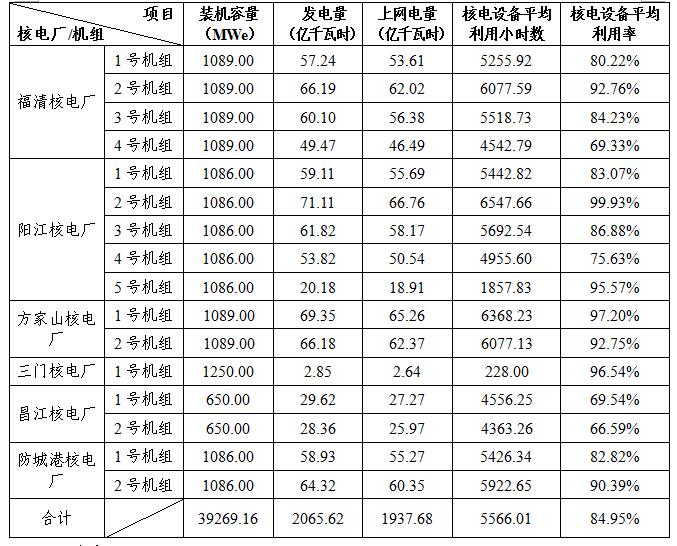 项目
核电厂/机组
装机容量
（MWe）
发电量
（亿千瓦时）
上网电量
（亿千瓦时）
核电设备平均
利用小时数
核电设备平均
利用率
福清核电厂
1 号机组 1089.00 57.24 53.61 5255.92 80.22%
2 号机组 1089.00 66.19 62.02 6077.59 92.76%
3 号机组 1089.00 60.10 56.38 5518.73 84.23%
4 号机组 1089.00 49.47 46.49 4542.79 69.33%
阳江核电厂
1 号机组 1086.00 59.11 55.69 5442.82 83.07%
2 号机组 1086.00 71.11 66.76 6547.66 99.93%
3 号机组 1086.00 61.82 58.17 5692.54 86.88%
4 号机组 1086.00 53.82 50.54 4955.60 75.63%
5 号机组 1086.00 20.18 18.91 1857.83 95.57%
方家山核电
厂
1 号机组 1089.00 69.35 65.26 6368.23 97.20%
2 号机组 1089.00 66.18 62.37 6077.13 92.75%
三门核电厂 1 号机组 1250.00 2.85 2.64 228.00 96.54%
昌江核电厂
1 号机组 650.00 29.62 27.27 4556.25 69.54%
2 号机组 650.00 28.36 25.97 4363.26 66.59%
防城港核电
厂
1 号机组 1086.00 58.93 55.27 5426.34 82.82%
2 号机组 1086.00 64.32 60.35 5922.65 90.39%
合计 39269.16 2065.62 1937.68 5566.01 84.95%